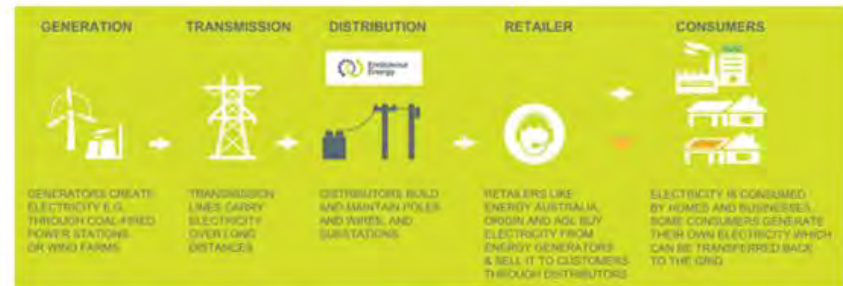 GENERATION
TRANSMISSION
DISTRIBUTION
RETAILER
CONSUMERS
Endeavour
Energy
GENERATORS CREATE
ELECTRICITY E.G.
THROUGH COAL-FIRED
POWER STATIONS
OR WIND FARMS
TRANSMISSION
LINES CARRY
ELECTRICITY
OVER LONG
DISTANCES
DISTRIBUTORS BUILD
AND MAINTAIN POLES
AND WIRES, AND
SUBSTATIONS
RETAILERS LIKE
ENERGY AUSTRALIA,
ORIGIN AND AGL BUY
ELECTRICITY FROM
ENERGY GENERATORS
& SELL IT TO CUSTOMERS
THROUGH DISTRIBUTORS
ELECTRICITY IS CONSUMED
BY HOMES AND BUSINESSES.
SOME CONSUMERS GENERATE
THEIR OWN ELECTRICITY WHICH
CAN BE TRANSFERRED BACK
TO THE GRID